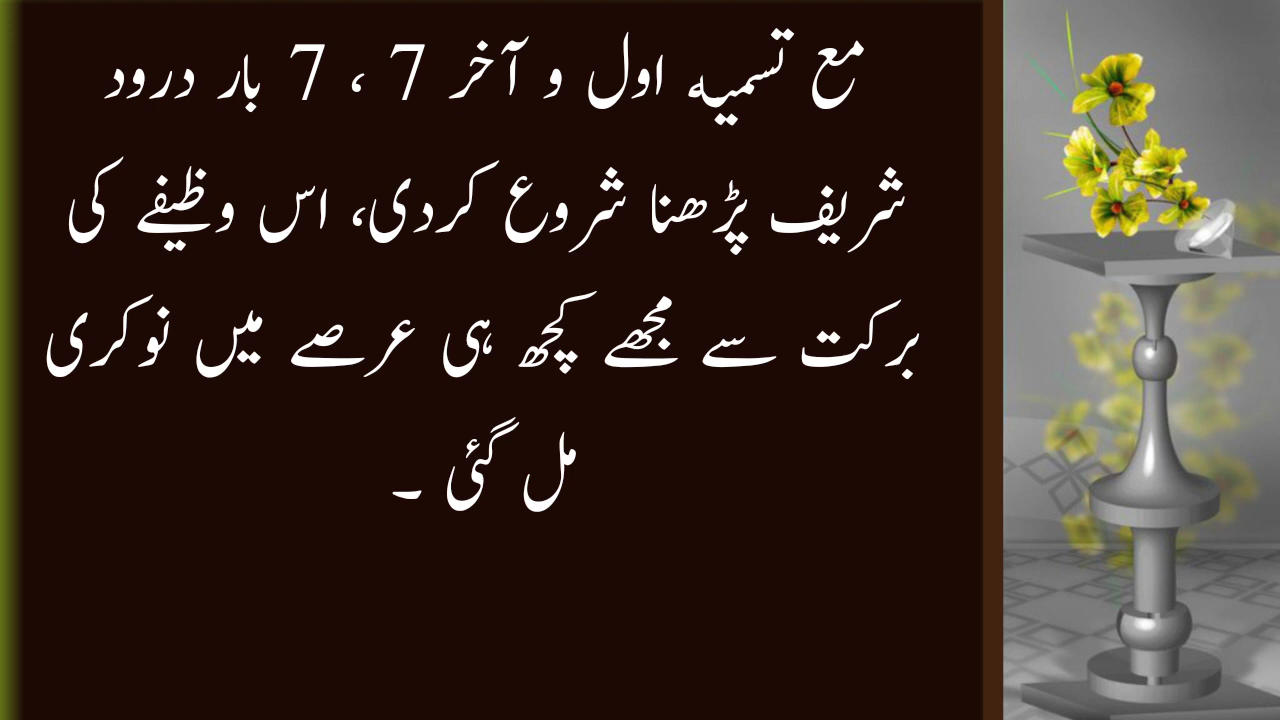 مع تسمیہ اول و آخر 7 ، 7 بار درود
شریف پڑھنا شروع کردی، اس وظیفے کی
برکت سے مجھے کچھ ہی عرصے میں نوکری
مل گئی ۔